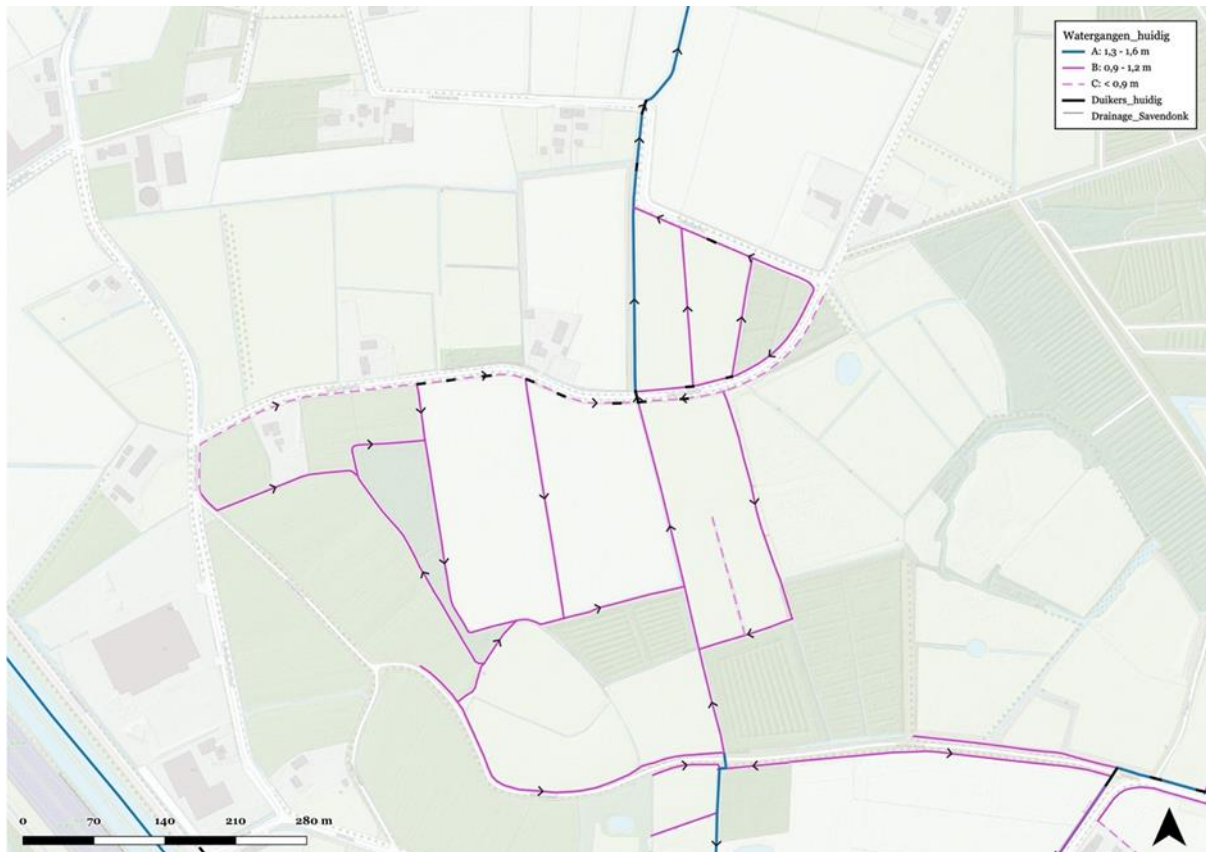 Watergangen_huidig
A: 1,3 - 1,6 m
B: 0,9 - 1,2 m
C: < 0,9 m
Duikers_huidig
Drainage_Savendonk
0 70 140 210 280 m